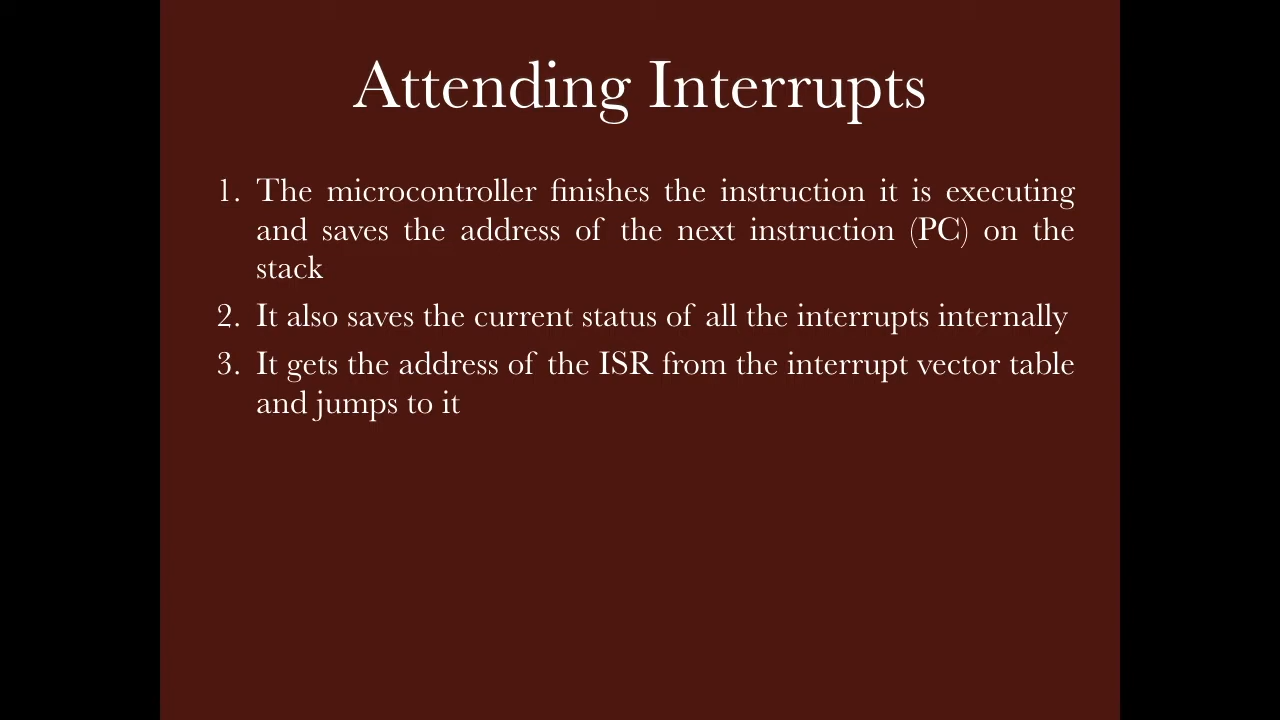 Attending Interrupts
1. The microcontroller finishes the instruction it is executing
and saves the address of the next instruction (PC) on the
stack
2. It also saves the current status of all the interrupts internally
3. It gets the address of the ISR from the interrupt vector table
and jumps to it